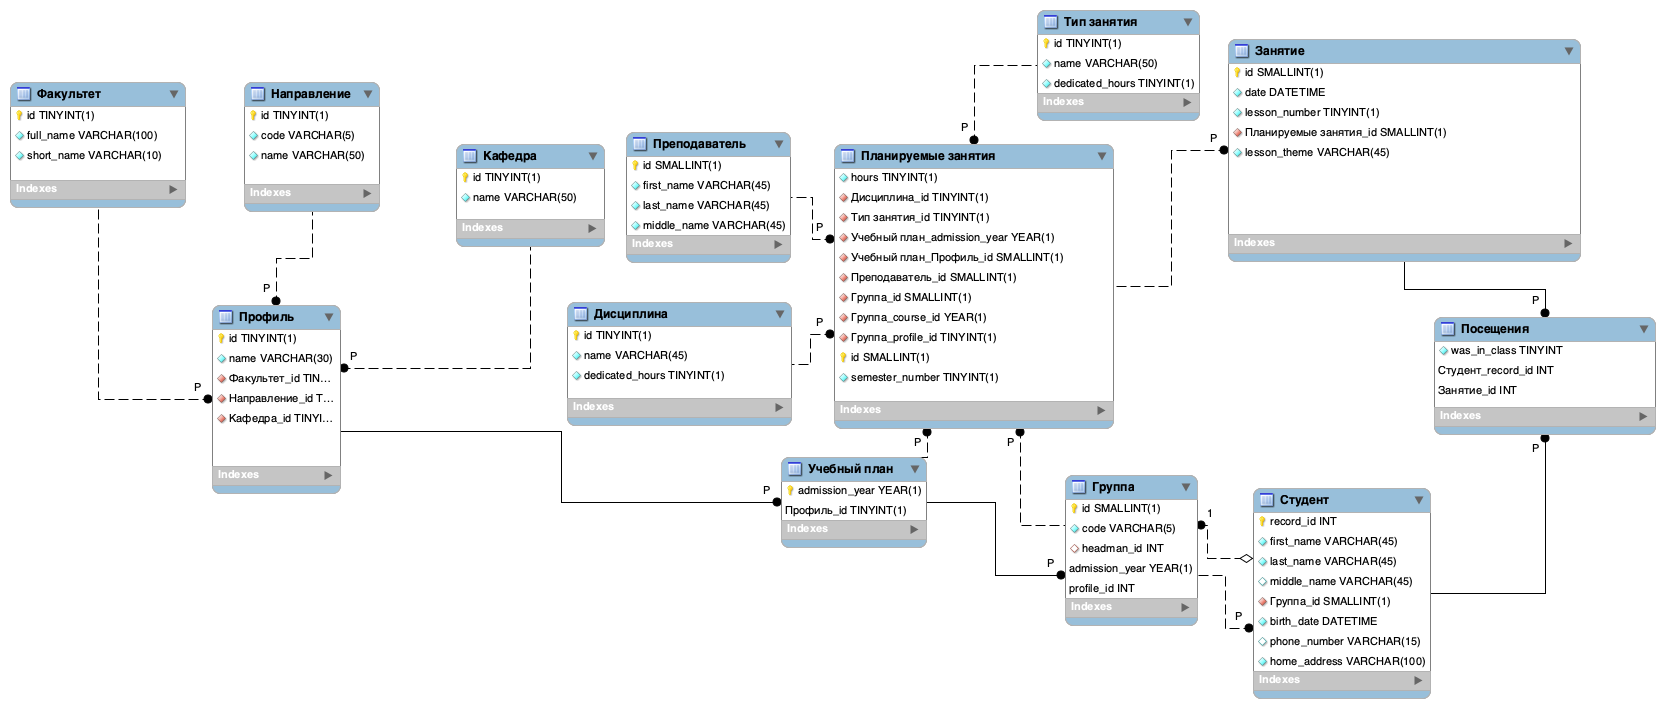 Факультет
id TINYINT(1)
full_name VARCHAR(100)
short_name VARCHAR(10)
Indexes
Направление
id TINYINT(1)
code VARCHAR(5)
name VARCHAR(50)
Indexes
Кафедра
id TINYINT(1)
name VARCHAR(50)
Indexes
Преподаватель
id SMALLINT(1)
first_name VARCHAR(45)
last_name VARCHAR(45)
middle_name VARCHAR(45)
Indexes
Тип занятия
id TINYINT(1)
name VARCHAR(50)
dedicated_hours TINYINT(1)
Indexes
Занятие
id SMALLINT(1)
date DATETIME
lesson_number TINYINT(1)
Планируемые занятия_id SMALLINT(1)
lesson_theme VARCHAR(45)
Indexes
Планируемые занятия
hours TINYINT(1)
Дисциплина_id TINYINT(1)
Тип занятия_id TINYINT(1)
Учебный план_admission_year YEAR(1)
Учебный план_Профиль_id SMALLINT(1)
Преподаватель_id SMALLINT(1)
Группа_id SMALLINT(1)
Группа_course_id YEAR(1)
Группа_profile_id TINYINT(1)
id SMALLINT(1)
semester_number TINYINT(1)
Indexes
Профиль
id TINYINT(1)
name VARCHAR(30)
Факультет_id TIN...
Направление_id T...
Кафедра_id TINYI...
Indexes
Дисциплина
id TINYINT(1)
name VARCHAR(45)
dedicated_hours TINYINT(1)
Indexes
Посещения
was_in_class TINYINT
Студент_record_id INT
Занятие_id INT
Indexes
Учебный план
admission_year YEAR(1)
Профиль_id TINYINT(1)
Indexes
Группа
id SMALLINT(1)
code VARCHAR(5)
headman_id INT
admission_year YEAR(1)
profile_id INT
Indexes
Студент
record_id INT
first_name VARCHAR(45)
last_name VARCHAR(45)
middle_name VARCHAR(45)
Группа_id SMALLINT(1)
birth_date DATETIME
phone_number VARCHAR(15)
home_address VARCHAR(100)
Indexes
P
P
P
P
P
P
P
P
P
P
P
P
P
P
1